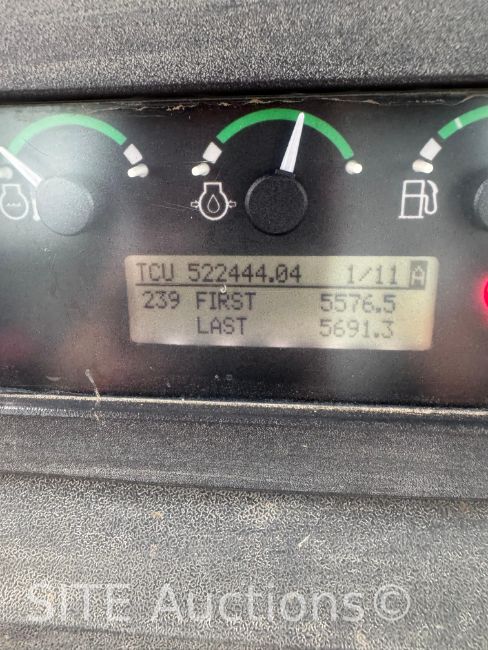 TCU 522444.04 1/11 A
239 FIRST 5576.5
LAST 5691.3
SITE Auctions©